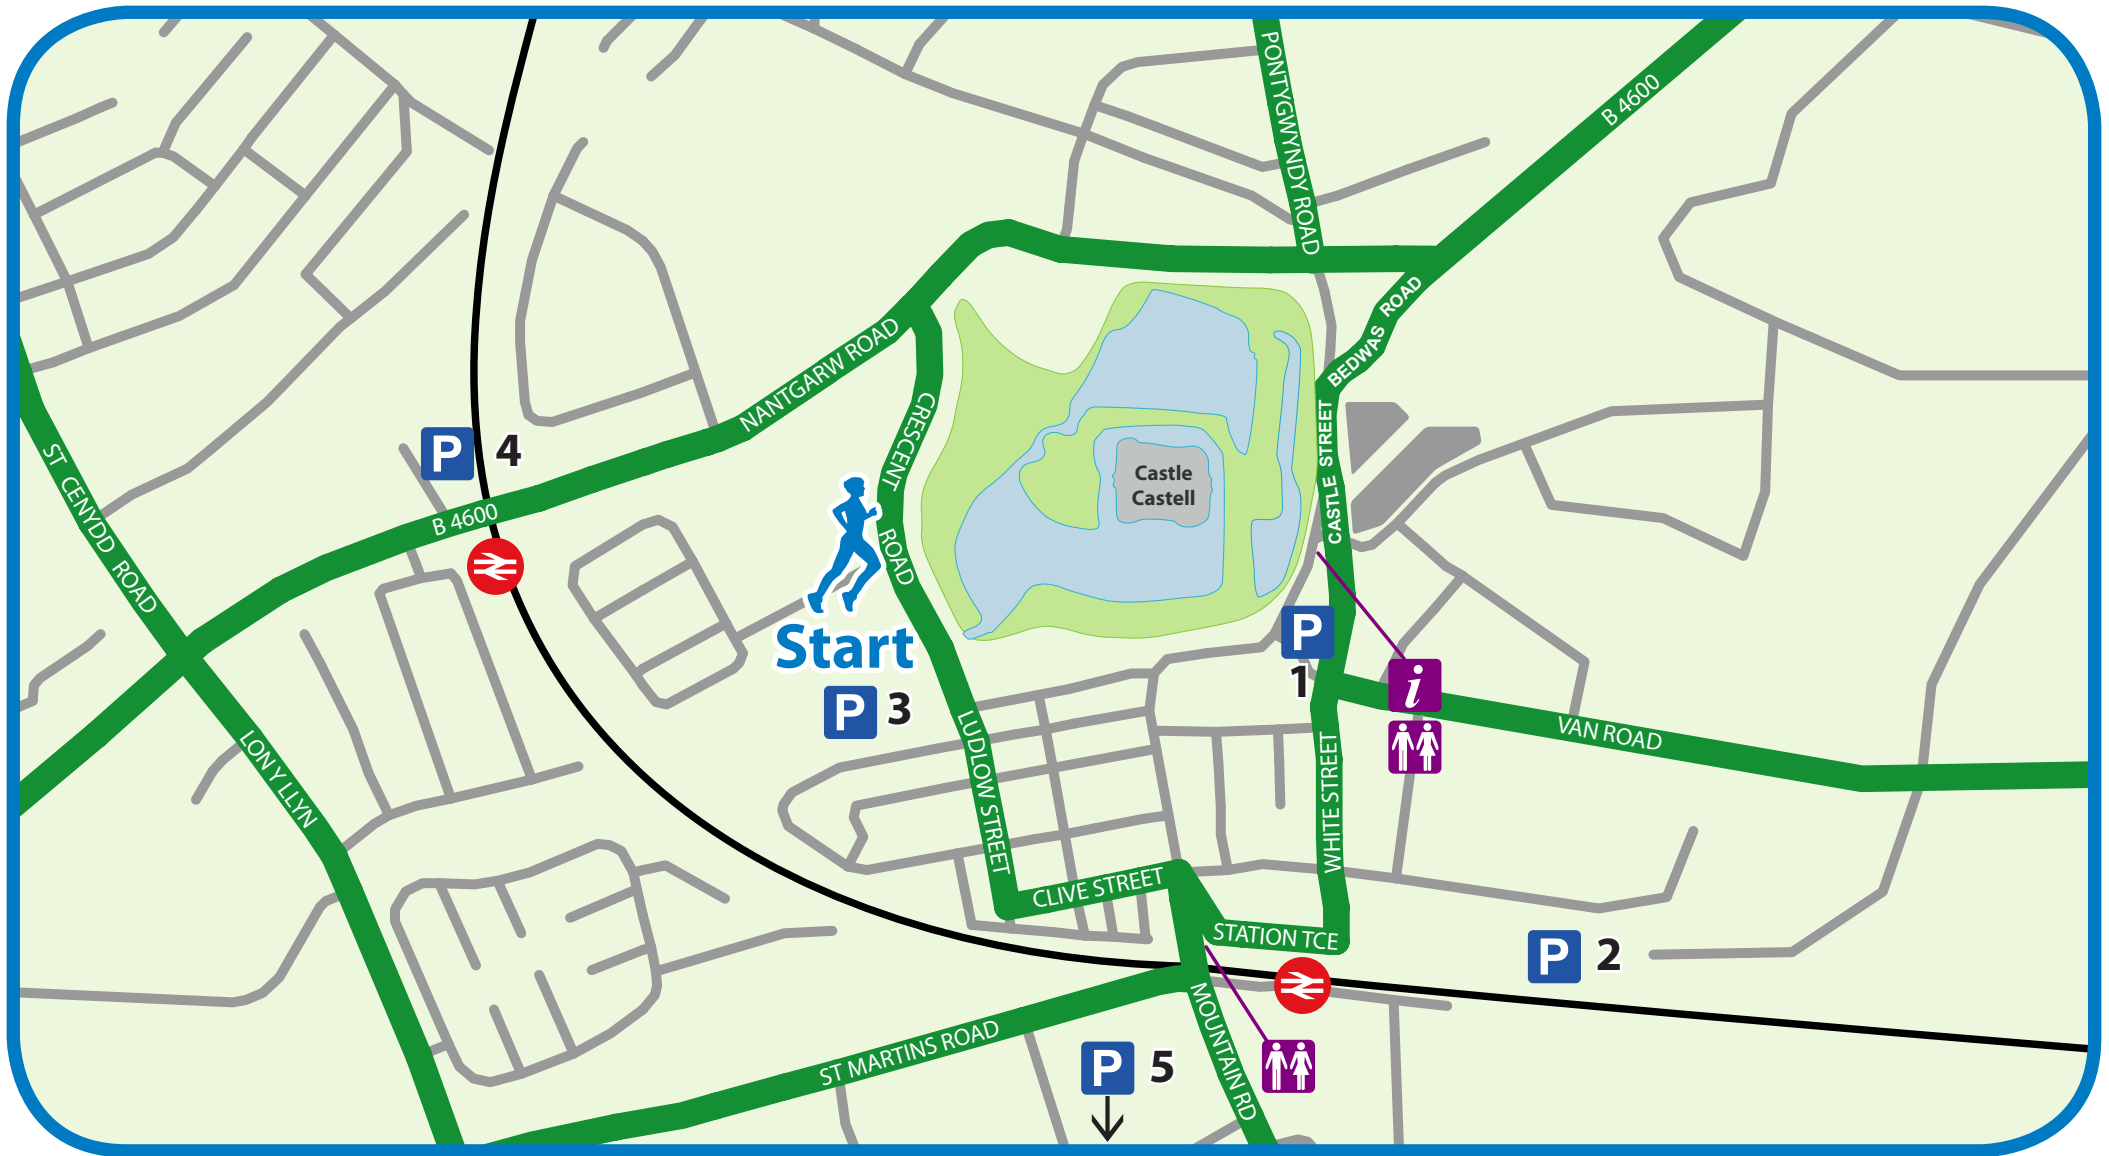 PONTYGWYNDY ROAD
B 4600
BEDWAS ROAD
NANTGARW ROAD
CRESCENT ROAD
CASTLE STREET
Castle
Castell
P 4
B 4600
ST CENYDD ROAD
Start
P 3
P
1
i
VAN ROAD
LON Y LLYN
LUDLOW STREET
WHITE STREET
CLIVE STREET
STATION TCE
P 2
MOUNTAIN RD
ST MARTINS ROAD
P 5